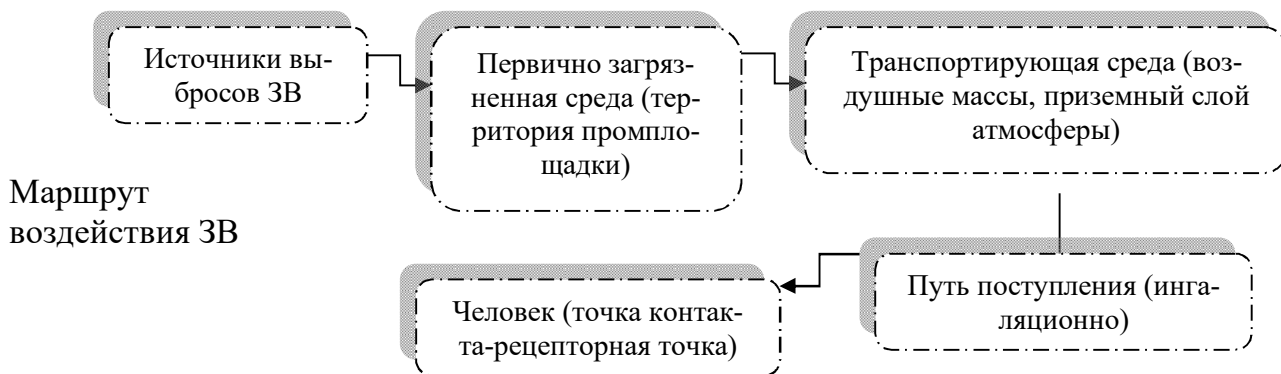 Источники вы-
бросов ЗВ
Первично загряз-
ненная среда (тер-
ритория промпло-
щадки)
Транспортирующая среда (воз-
душные массы, приземный слой
атмосферы)
Маршрут
воздействия ЗВ
Путь поступления (инга-
ляционно)
Человек (точка контак-
та-рецепторная точка)